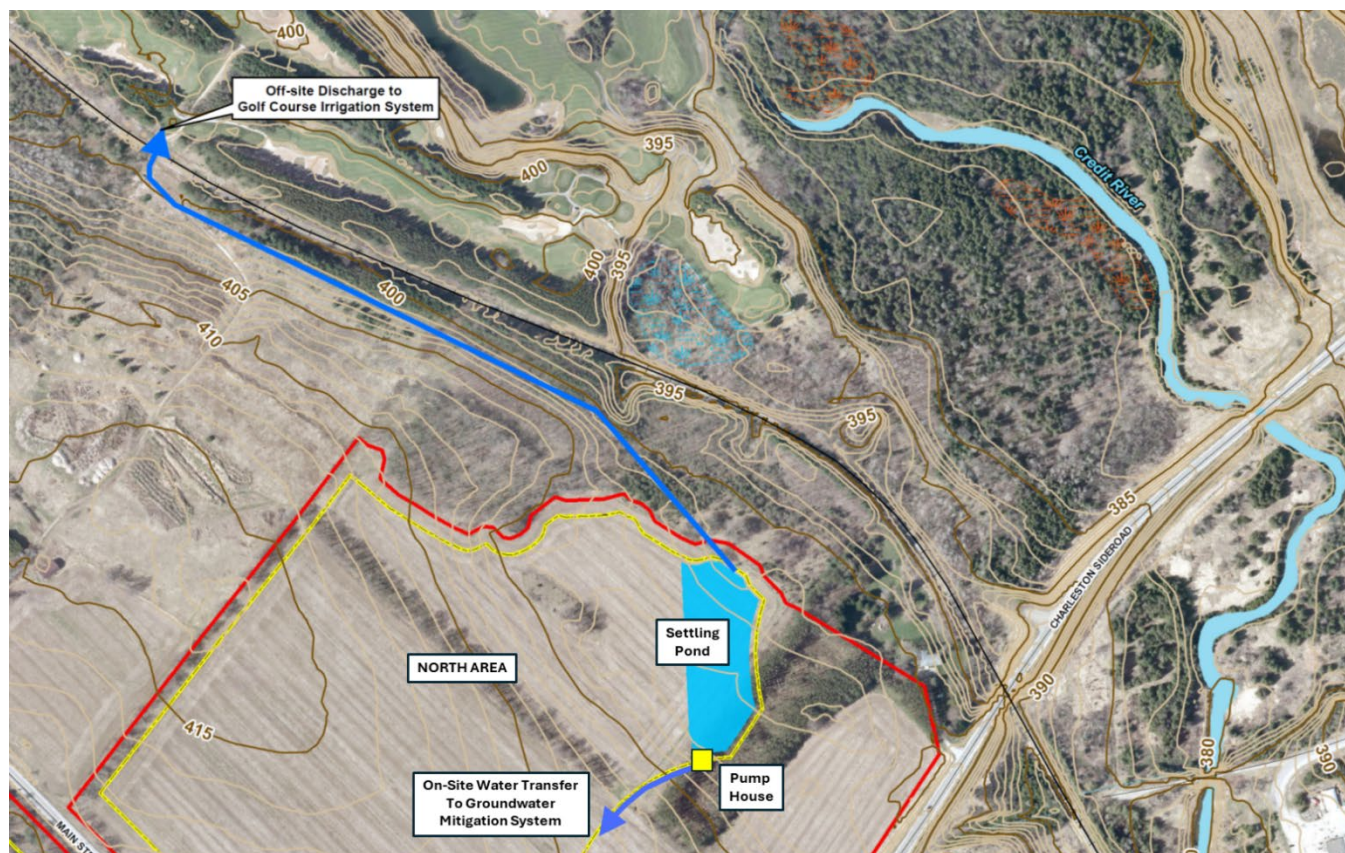 400
Off-site Discharge to
Golf Course Irrigation System
395
400
Credit River
400
395
405
400
410
395
395
385
CHARLESTON SIDEROAD
Settling
Pond
NORTH AREA
390
415
380
390
On-Site Water Transfer
To Groundwater
Mitigation System
Pump
House